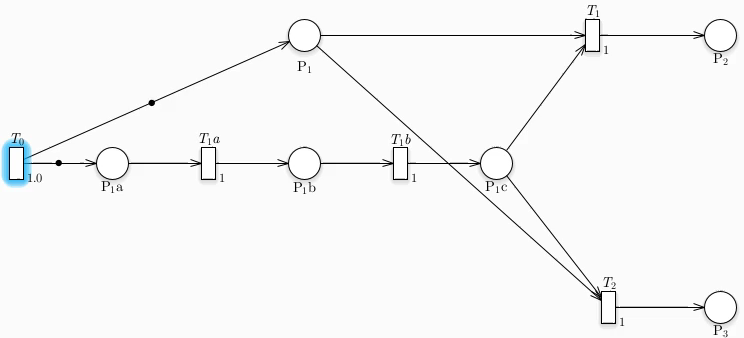 T₁
1
P₁
P₂
T₀
1.0
P₁a
T₁a
1
P₁b
T₁b
1
P₁c
T₂
1
P₃